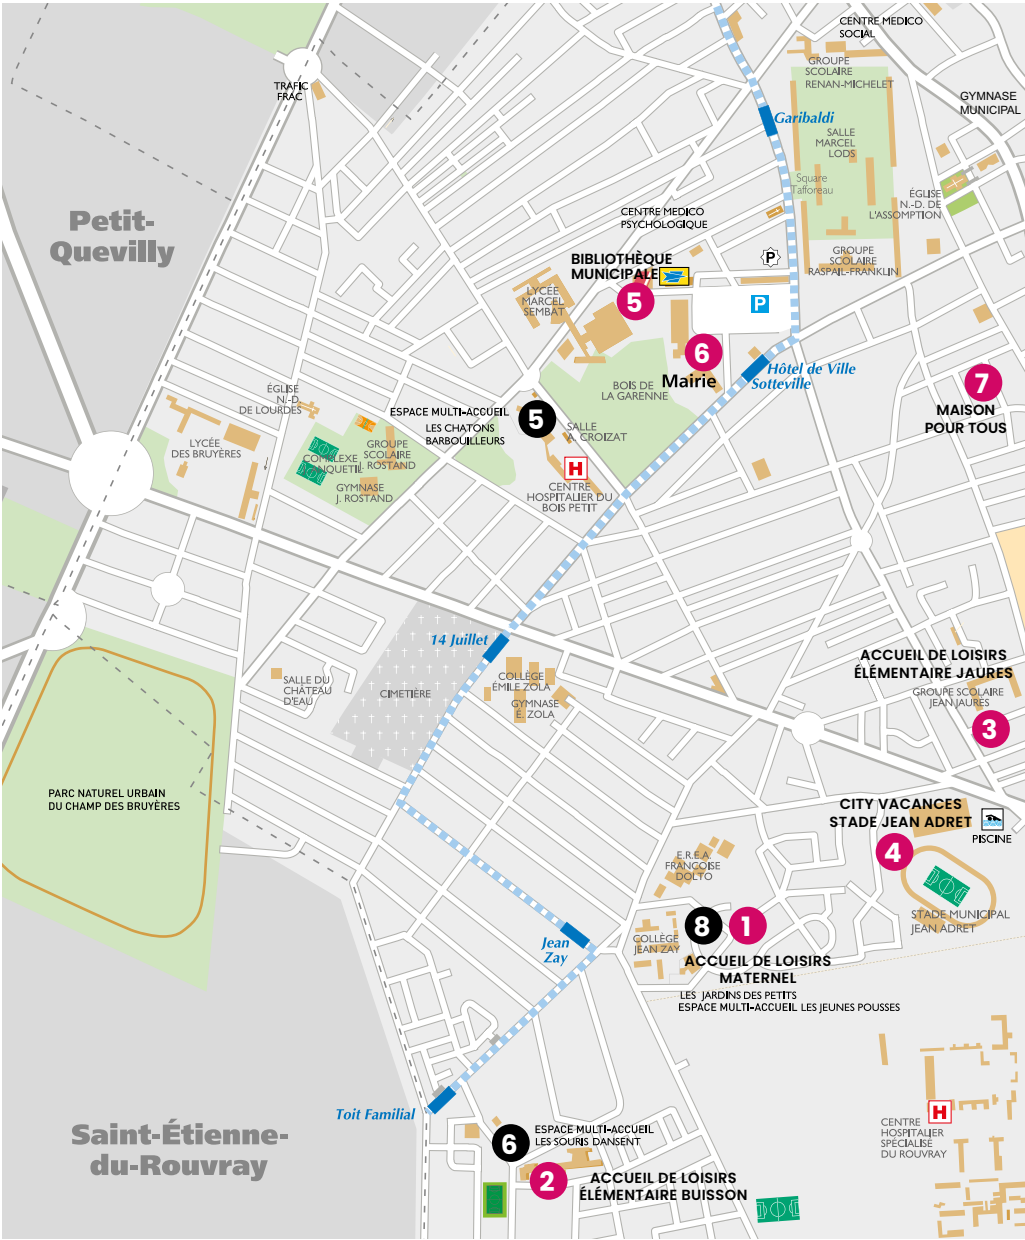 CENTRE MEDICO
SOCIAL
GROUPE
SCOLAIRE
RENAN-MICHELET
TRAFIC
FRAC
GYMNASE
MUNICIPAL
Garibaldi
SALLE
MARCEL
LODS
Square
Tafforeau
ÉGLISE
N.-D. DE
L'ASSOMPTION
Petit-
Quevilly
CENTRE MEDICO
PSYCHOLOGIQUE
GROUPE
SCOLAIRE
RASPAIL-FRANKLIN
P
BIBLIOTHÈQUE
MUNICIPALE
5
LYCÉE
MARCEL
SEMBAT
P
6
Mairie
Hôtel de Ville
Sotteville
7
MAISON
POUR TOUS
BOIS DE
LA GARENNE
ÉGLISE
N.-D.
DE LOURDES
ESPACE MULTI-ACCUEIL
LES CHATONS
BARBOUILLEURS
5
SALLE
A. CROIZAT
LYCÉE
DES BRUYÈRES
GROUPE
SCOLAIRE
J. ROSTAND
GYMNASE
J. ROSTAND
H
CENTRE
HOSPITALIER DU
BOIS PETIT
14 Juillet
CIMETIÈRE
SALLE DU
CHÂTEAU
D'EAU
COLLÈGE
ÉMILE ZOLA
GYMNASE
É. ZOLA
ACCUEIL DE LOISIRS
ÉLÉMENTAIRE JAURES
GROUPE SCOLAIRE
JEAN JAURÈS
3
PARC NATUREL URBAIN
DU CHAMP DES BRUYÈRES
CITY VACANCES
STADE JEAN ADRET
PISCINE
4
E.R.E.A.
FRANÇOISE
DOLTO
STADE MUNICIPAL
JEAN ADRET
Jean
Zay
COLLÈGE
JEAN ZAY
8
1
ACCUEIL DE LOISIRS
MATERNEL
LES JARDINS DES PETITS
ESPACE MULTI-ACCUEIL LES JEUNES POUSSES
Toit Familial
H
CENTRE
HOSPITALIER
SPÉCIALISÉ
DU ROUVRAY
Saint-Étienne-
du-Rouvray
6
ESPACE MULTI-ACCUEIL
LES SOURIS DANSENT
2
ACCUEIL DE LOISIRS
ÉLÉMENTAIRE BUISSON